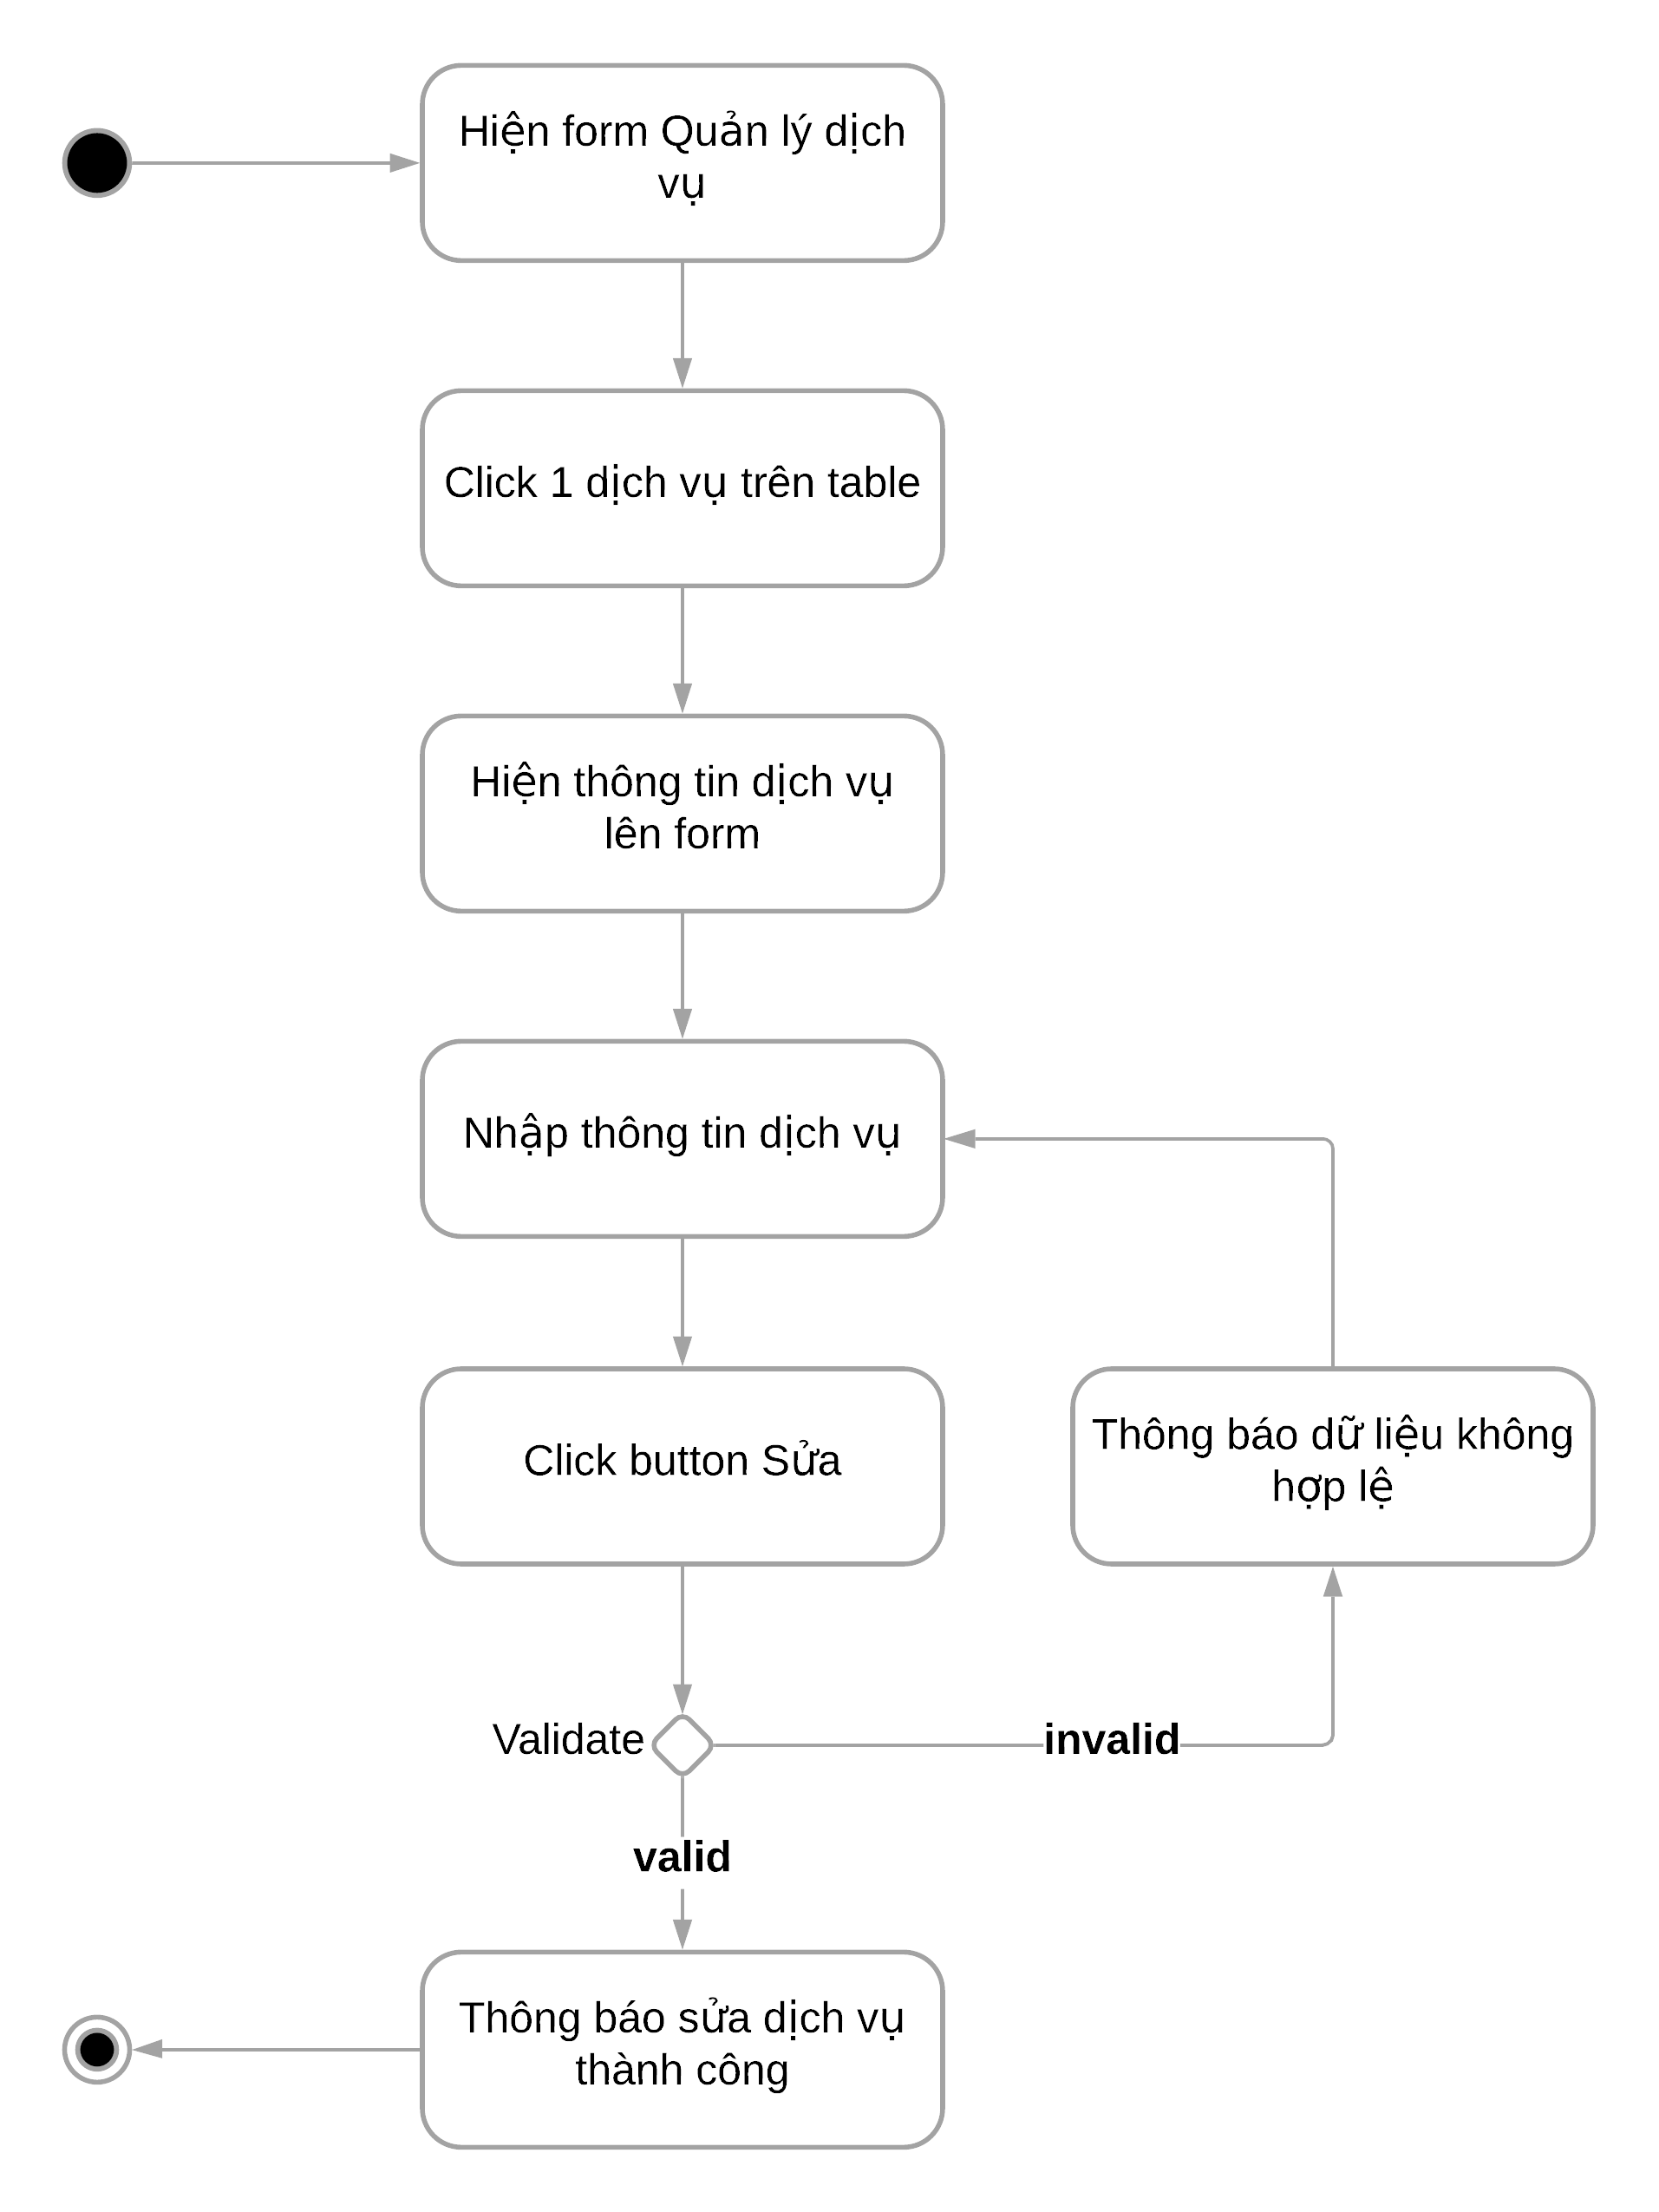 Hiện form Quản lý dịch
vụ
Click 1 dịch vụ trên table
Hiện thông tin dịch vụ
lên form
Nhập thông tin dịch vụ
Click button Sửa
Thông báo dữ liệu không
hợp lệ
Validate
invalid
valid
Thông báo sửa dịch vụ
thành công